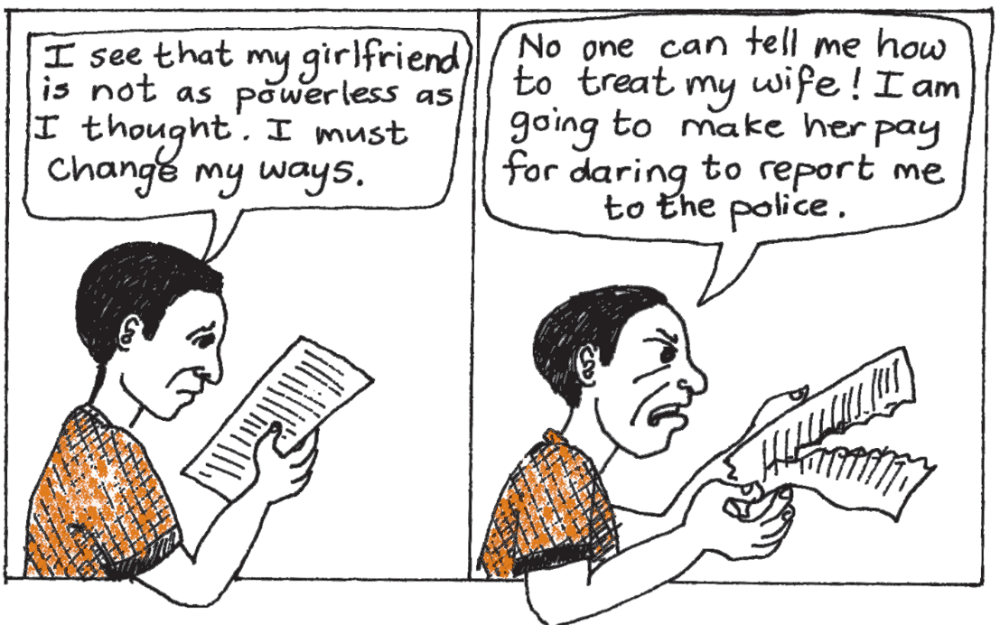 I see that my girlfriend
is not as powerless as
I thought. I must
change my ways.
No one can tell me how
to treat my wife! I am
going to make her pay
for daring to report me
to the police.